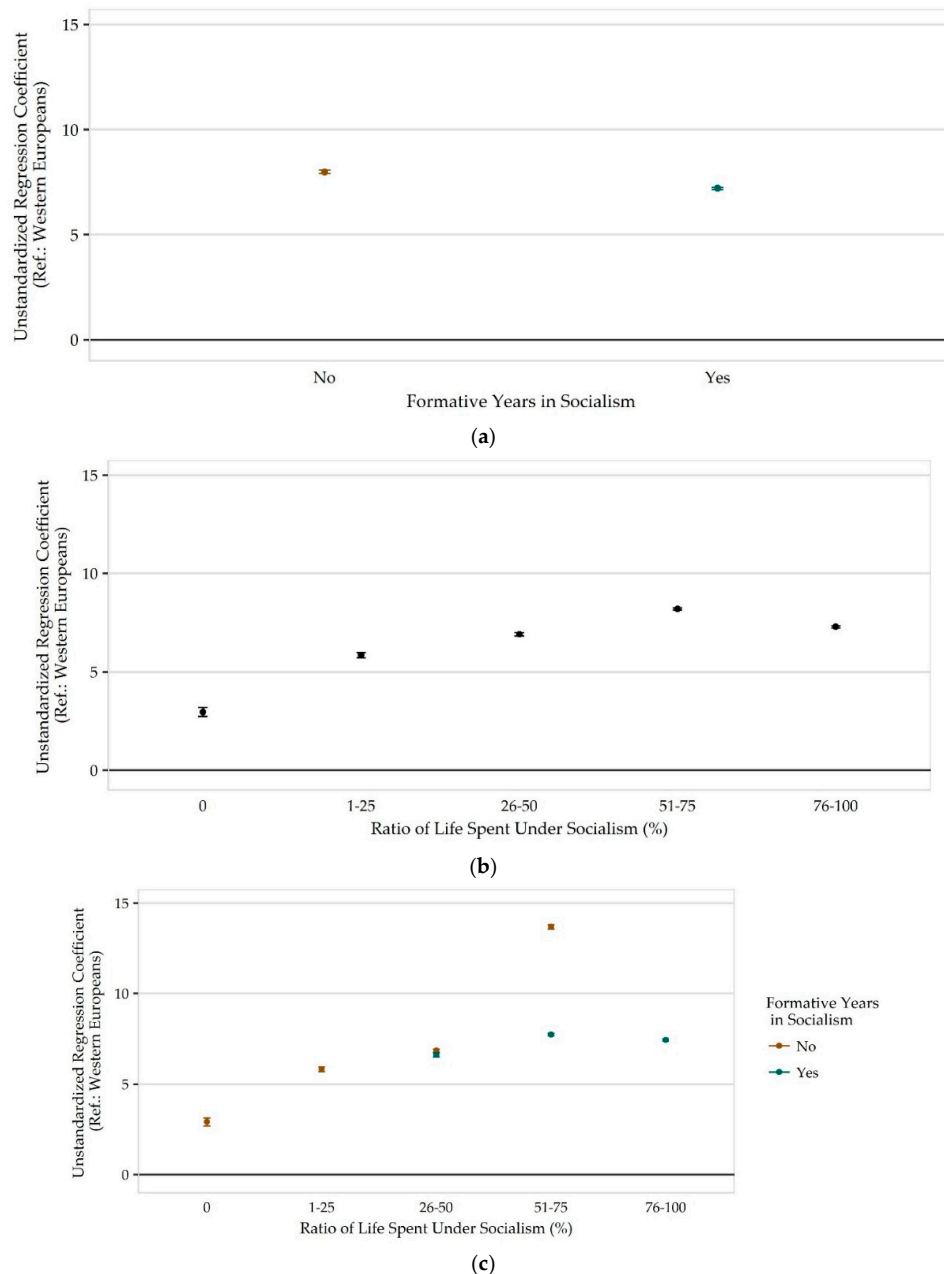 15
10
5
0
Unstandardized Regression Coefficient
(Ref.: Western Europeans)
No
Yes
Formative Years in Socialism
(a)
15
10
5
0
Unstandardized Regression Coefficient
(Ref.: Western Europeans)
0
1-25
26-50
51-75
76-100
Ratio of Life Spent Under Socialism (%)
(b)
15
10
5
0
Unstandardized Regression Coefficient
(Ref.: Western Europeans)
Formative Years
in Socialism
No
Yes
0
1-25
26-50
51-75
76-100
Ratio of Life Spent Under Socialism (%)
(c)